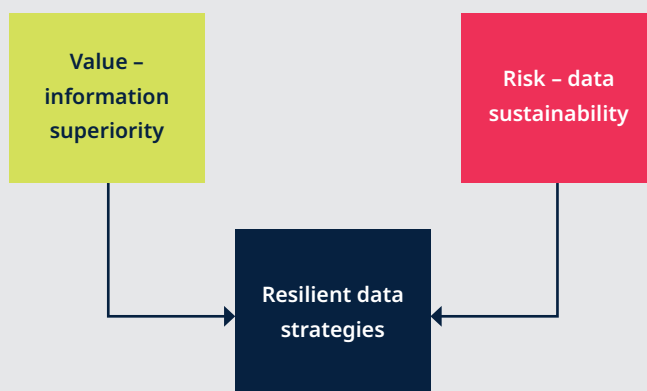 Value –
information
superiority
Risk – data
sustainability
Resilient data
strategies